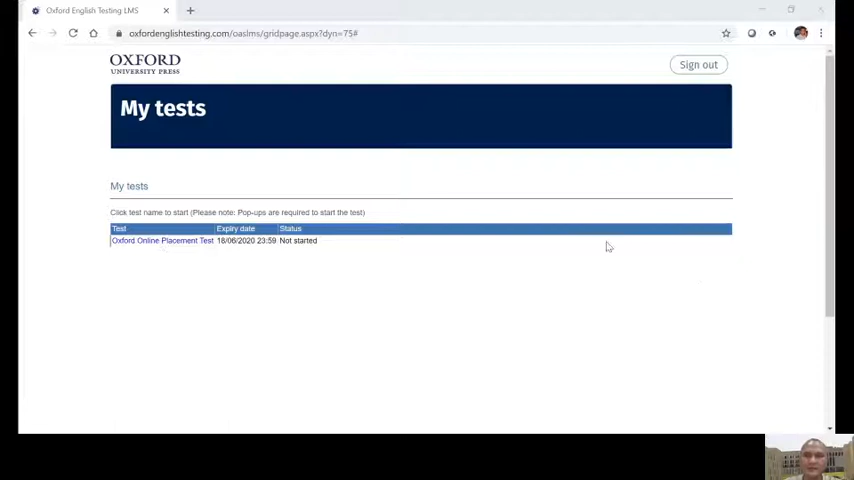 Oxford English Testing LMS
oxfordenglishtesting.com/oaslms/gridpage.aspx?dyn=75#
OXFORD
UNIVERSITY PRESS
Sign out
My tests
My tests
Click test name to start (Please note: Pop-ups are required to start the test)
Test Expiry date Status
Oxford Online Placement Test 18/06/2020 23:59 Not started